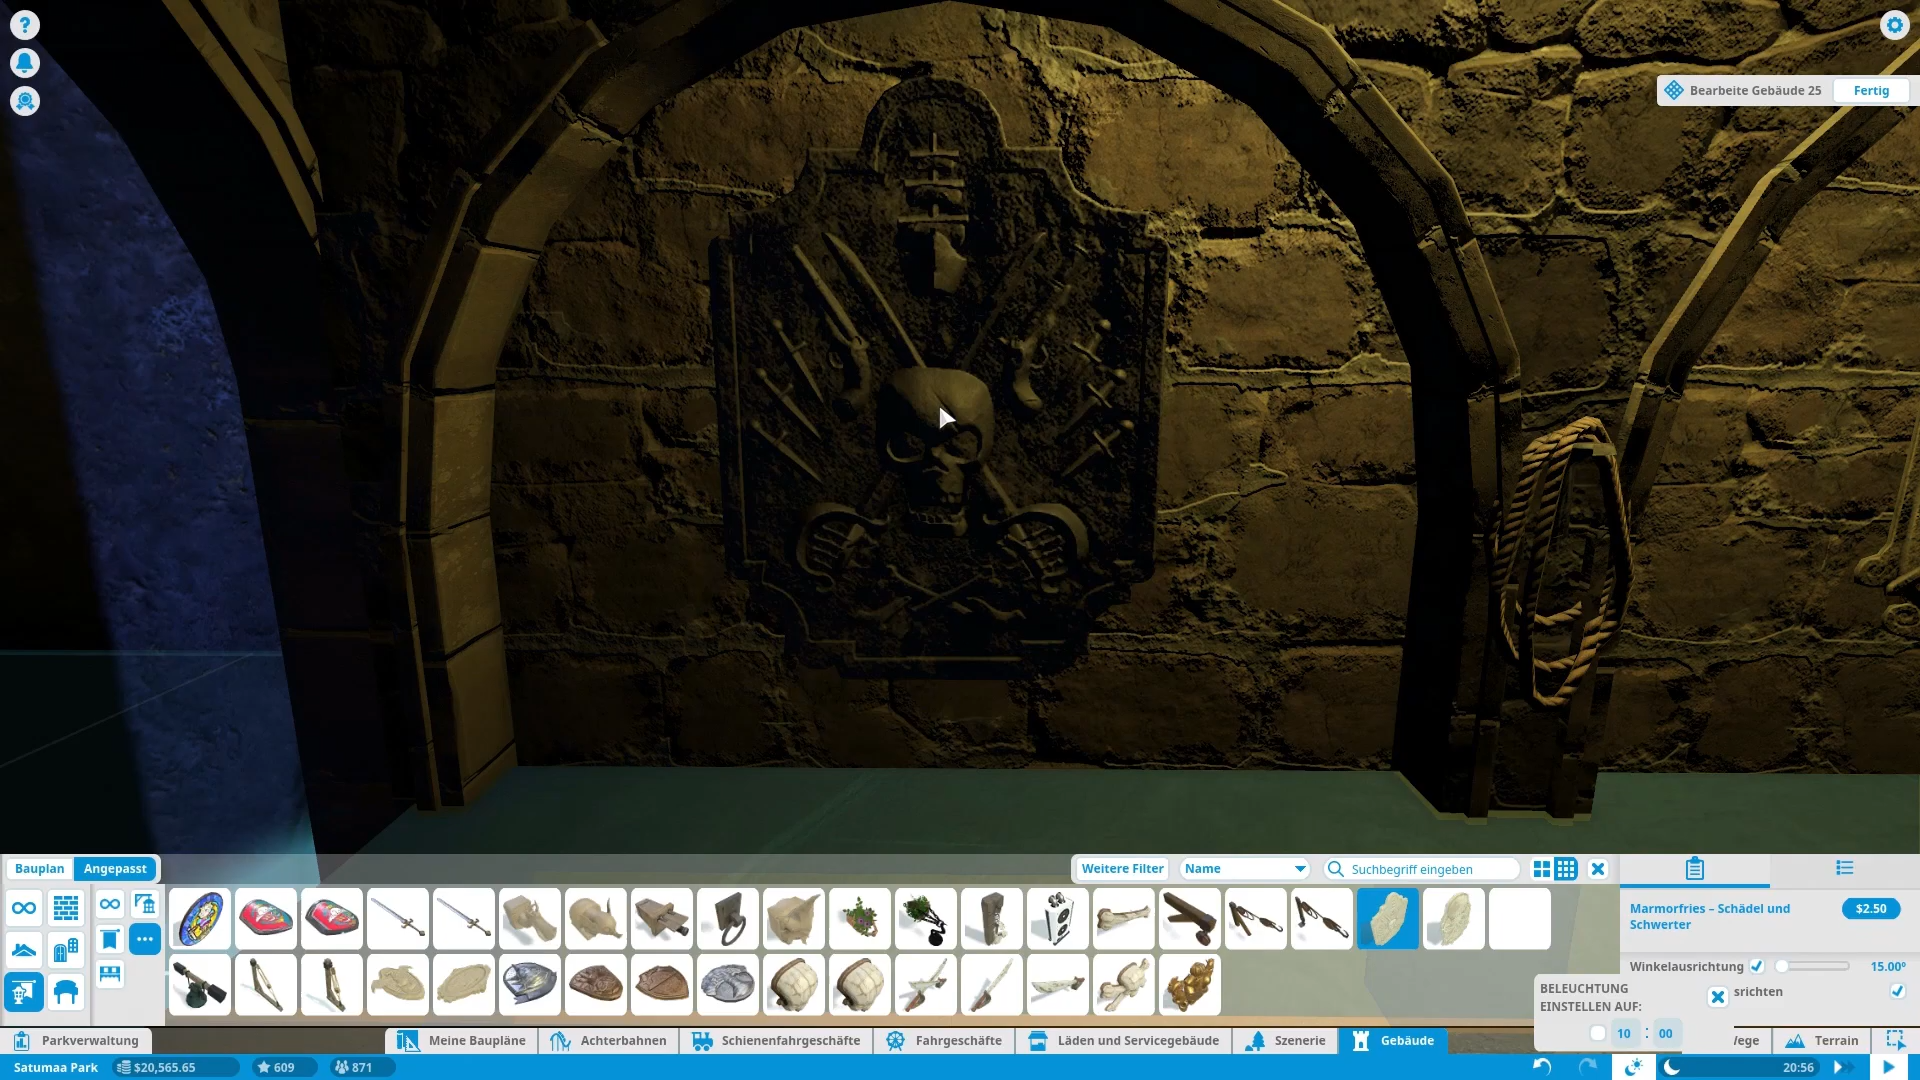 ?
Bearbeite Gebäude 25
Fertig
Bauplan
Angepasst
Weitere Filter
Name
Suchbegriff eingeben
Marmorfries – Schädel und
Schwerter
$2.50
Winkelausrichtung
15.00°
srichten
BELEUCHTUNG
EINSTELLEN AUF:
10 : 00
Parkverwaltung
Meine Baupläne
Achterbahnen
Schienenfahrgeschäfte
Fahrgeschäfte
Läden und Servicegebäude
Szenerie
Gebäude
Terrain
Satumaa Park
$20,565.65
609
871
20:56